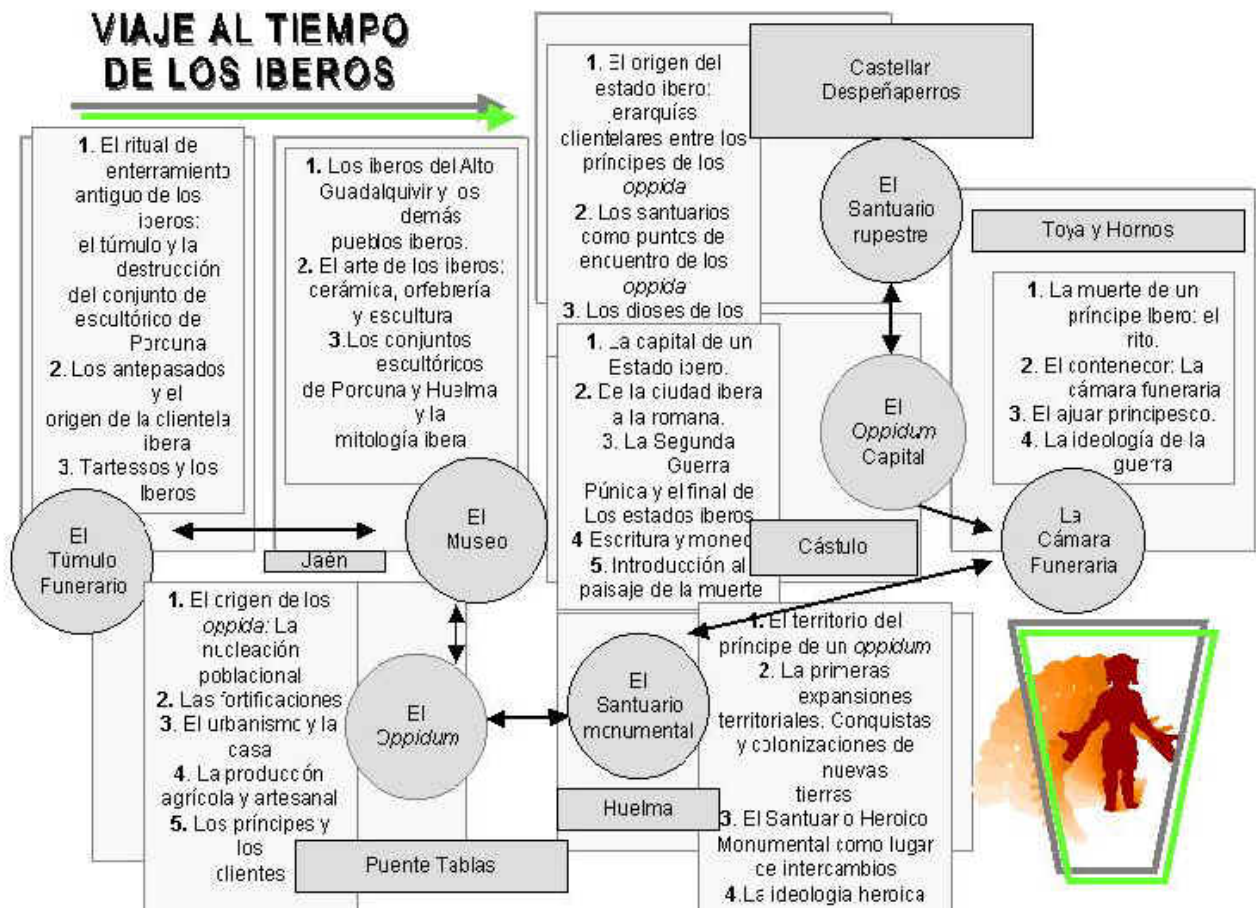 VIAJE AL TIEMPO
DE LOS IBEROS
1. El ritual de
enterramiento
antiguo de los
iberos:
el túmulo y la
destrucción
del conjunto de
escultórico de
Porcuna
2. Los antepasados
y el
origen de la clientela
ibera
3. Tartessos y los
Iberos
El
Túmulo
Funerario
1. Los iberos del Alto
Guadalquivir y los
demás
pueblos iberos.
2. El arte de los iberos:
cerámica, orfebrería
y escultura
3.Los conjuntos
escultóricos
de Porcuna y Huelma
y la
mitología ibera
El
Museo
Jaén
1. El origen del
estado ibero:
erarquías
clientelares entre los
príncipes de los
oppida
2. Los santuarios
como puntos de
encuentro de los
oppida
3. Los dioses de los
Castellar
Despeñaperros
El
Santuario
rupestre
1. La capital de un
Estado ibero.
2. De la ciudad ibera
a la romana.
3. La Segunda
Guerra
Púnica y el final de
Los estados iberos
4 Escritura y moned
5. Introducción al
paisaje de la muerte
El
Oppidum
Capital
Cástulo
Toya y Hornos
1. La muerte de un
príncipe Ibero: el
rito.
2. El contenedor: La
cámara funeraria
3. El ajuar principesco.
4. La ideología de la
guerra
La
Cámara
Funeraria
1. El origen de los
oppida: La
nucleación
poblacional
2. Las fortificaciones
3. El urbanismo y la
casa
4. La producción
agrícola y artesanal
5. Los príncipes y
los
clientes
El
Oppidum
Puente Tablas
El
Santuario
monumental
Huelma
1. El territorio del
príncipe de un oppidum
2. La primeras
expansiones
territoriales. Conquistas
y colonizaciones de
nuevas
tierras
3. El Santuario Heroico
Monumental como lugar
de intercambios
4.La ideologia heroica